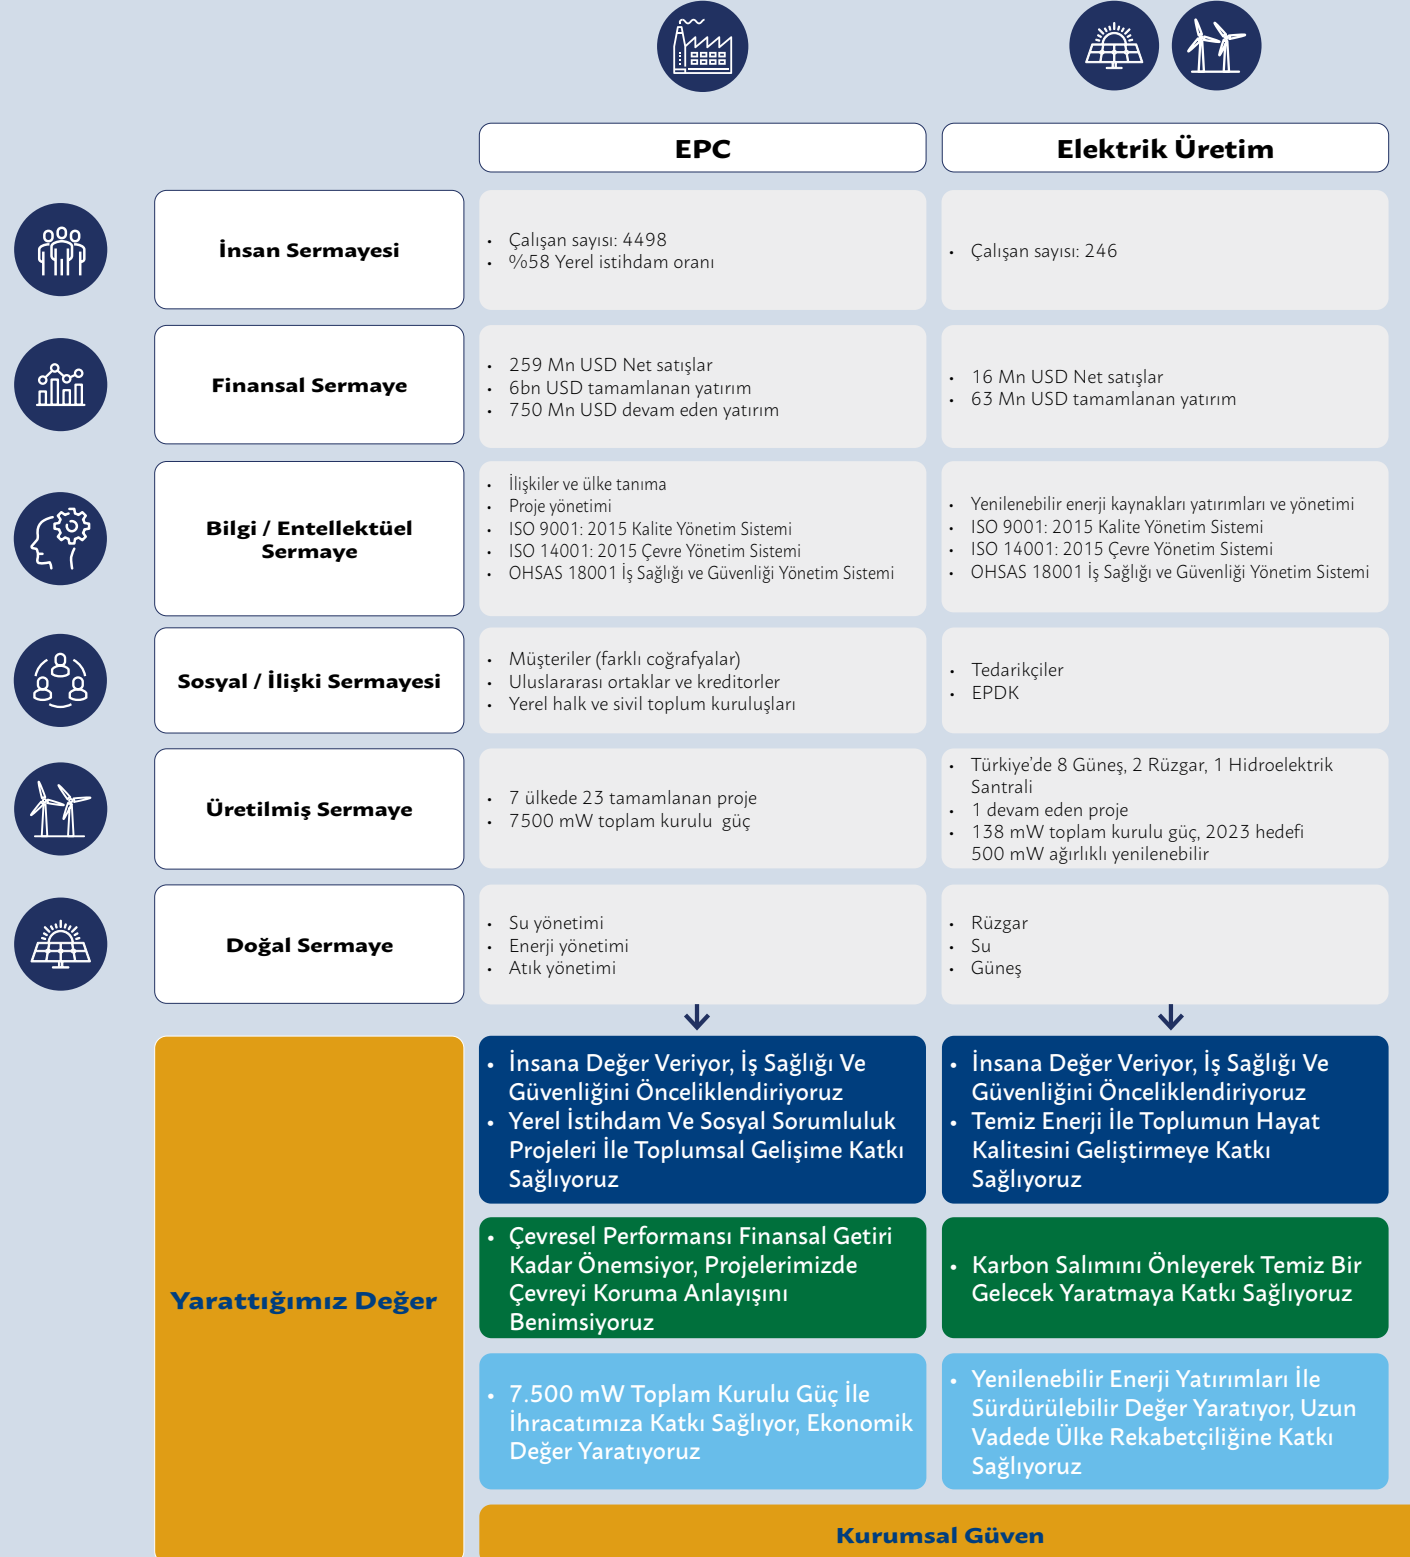 EPC
Elektrik Üretim
İnsan Sermayesi
• Çalışan sayısı: 4498
• %58 Yerel istihdam oranı
• Çalışan sayısı: 246
Finansal Sermaye
• 259 Mn USD Net satışlar
• 6bn USD tamamlanan yatırım
• 750 Mn USD devam eden yatırım
• 16 Mn USD Net satışlar
• 63 Mn USD tamamlanan yatırım
Bilgi / Entellektüel
Sermaye
• İlişkiler ve ülke tanıma
• Proje yönetimi
• ISO 9001: 2015 Kalite Yönetim Sistemi
• ISO 14001: 2015 Çevre Yönetim Sistemi
• OHSAS 18001 İş Sağlığı ve Güvenliği Yönetim Sistemi
• Yenilenebilir enerji kaynakları yatırımları ve yönetimi
• ISO 9001: 2015 Kalite Yönetim Sistemi
• ISO 14001: 2015 Çevre Yönetim Sistemi
• OHSAS 18001 İş Sağlığı ve Güvenliği Yönetim Sistemi
Sosyal / İlişki Sermayesi
• Müşteriler (farklı coğrafyalar)
• Uluslararası ortaklar ve kreditorler
• Yerel halk ve sivil toplum kuruluşları
• Tedarikçiler
• EPDK
Üretilmiş Sermaye
• 7 ülkede 23 tamamlanan proje
• 7500 mW toplam kurulu güç
• Türkiye’de 8 Güneş, 2 Rüzgar, 1 Hidroelektrik
Santrali
• 1 devam eden proje
• 138 mW toplam kurulu güç, 2023 hedefi
500 mW ağırlıklı yenilenebilir
Doğal Sermaye
• Su yönetimi
• Enerji yönetimi
• Atık yönetimi
• Rüzgar
• Su
• Güneş
Yarattığımız Değer
• İnsana Değer Veriyor, İş Sağlığı Ve
Güvenliğini Önceliklendiriyoruz
• Yerel İstihdam Ve Sosyal Sorumluluk
Projeleri İle Toplumsal Gelişime Katkı
Sağlıyoruz
• İnsana Değer Veriyor, İş Sağlığı Ve
Güvenliğini Önceliklendiriyoruz
• Temiz Enerji İle Toplumun Hayat
Kalitesini Geliştirmeye Katkı
Sağlıyoruz
• Çevresel Performansı Finansal Getiri
Kadar Önemsiyor, Projelerimizde
Çevreyi Koruma Anlayışını
Benimsiyoruz
• Karbon Salımını Önleyerek Temiz Bir
Gelecek Yaratmaya Katkı Sağlıyoruz
• 7.500 mW Toplam Kurulu Güç İle
İhracatımıza Katkı Sağlıyor, Ekonomik
Değer Yaratıyoruz
• Yenilenebilir Enerji Yatırımları İle
Sürdürülebilir Değer Yaratıyor, Uzun
Vadede Ülke Rekabetçiliğine Katkı
Sağlıyoruz
Kurumsal Güven